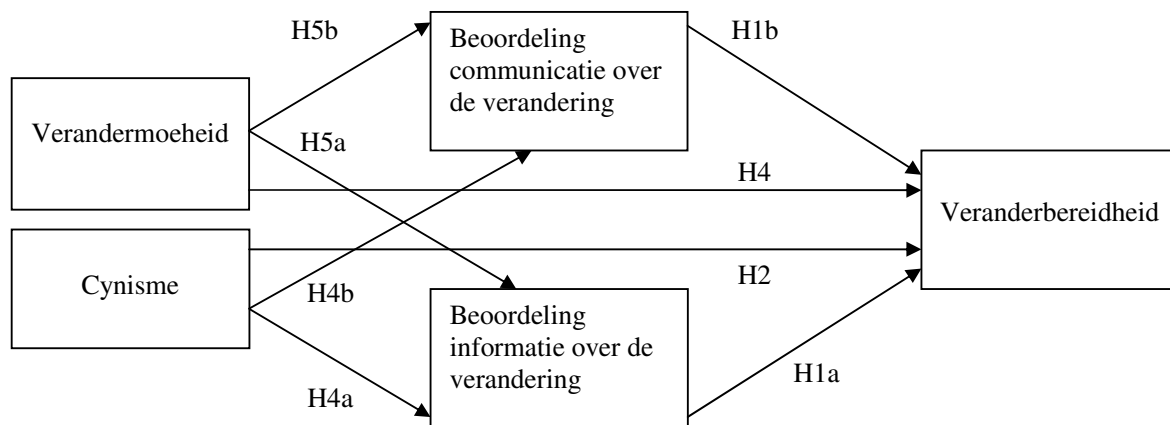 H5b
Beoordeling
communicatie over
de verandering
H1b
Verandermoeheid
H5a
H4
Veranderbereidheid
Cynisme
H4b
H2
Beoordeling
informatie over de
verandering
H4a
H1a